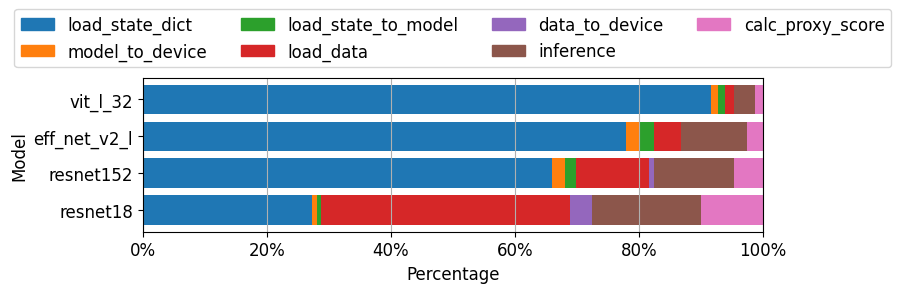 load_state_dict load_state_to_model data_to_device calc_proxy_score
model_to_device load_data inference
Model
vit_l_32
eff_net_v2_l
resnet152
resnet18
0% 20% 40% 60% 80% 100%
Percentage